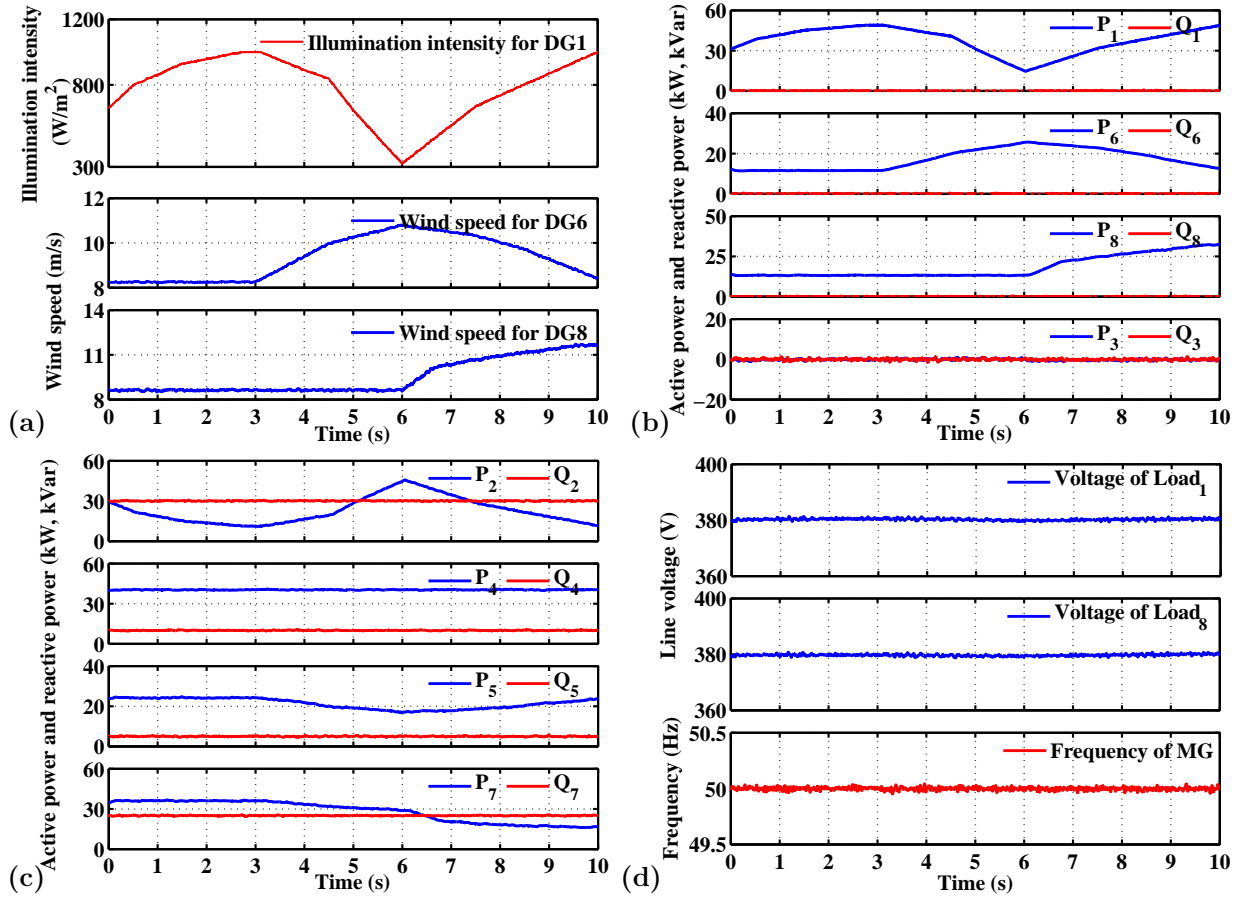 Illumination intensity
(W/m²)
1200
800
300
Illumination intensity for DG1
Wind speed (m/s)
12
10
8
Wind speed for DG6
14
11
8
Wind speed for DG8
0 1 2 3 4 5 6 7 8 9 10
Time (s)
(a)
Active power and reactive power (kW, kVar)
60
30
0
P₁ Q₁
40
20
0
P₆ Q₆
50
25
0
P₈ Q₈
20
0
−20
P₃ Q₃
0 1 2 3 4 5 6 7 8 9 10
Time (s)
(b)
Active power and reactive power (kW, kVar)
60
30
0
P₂ Q₂
60
30
0
P₄ Q₄
40
20
0
P₅ Q₅
60
30
0
P₇ Q₇
0 1 2 3 4 5 6 7 8 9 10
Time (s)
(c)
Line voltage (V)
400
380
360
Voltage of Load₁
400
380
360
Voltage of Load₈
Frequency (Hz)
50.5
50
49.5
Frequency of MG
0 1 2 3 4 5 6 7 8 9 10
Time (s)
(d)